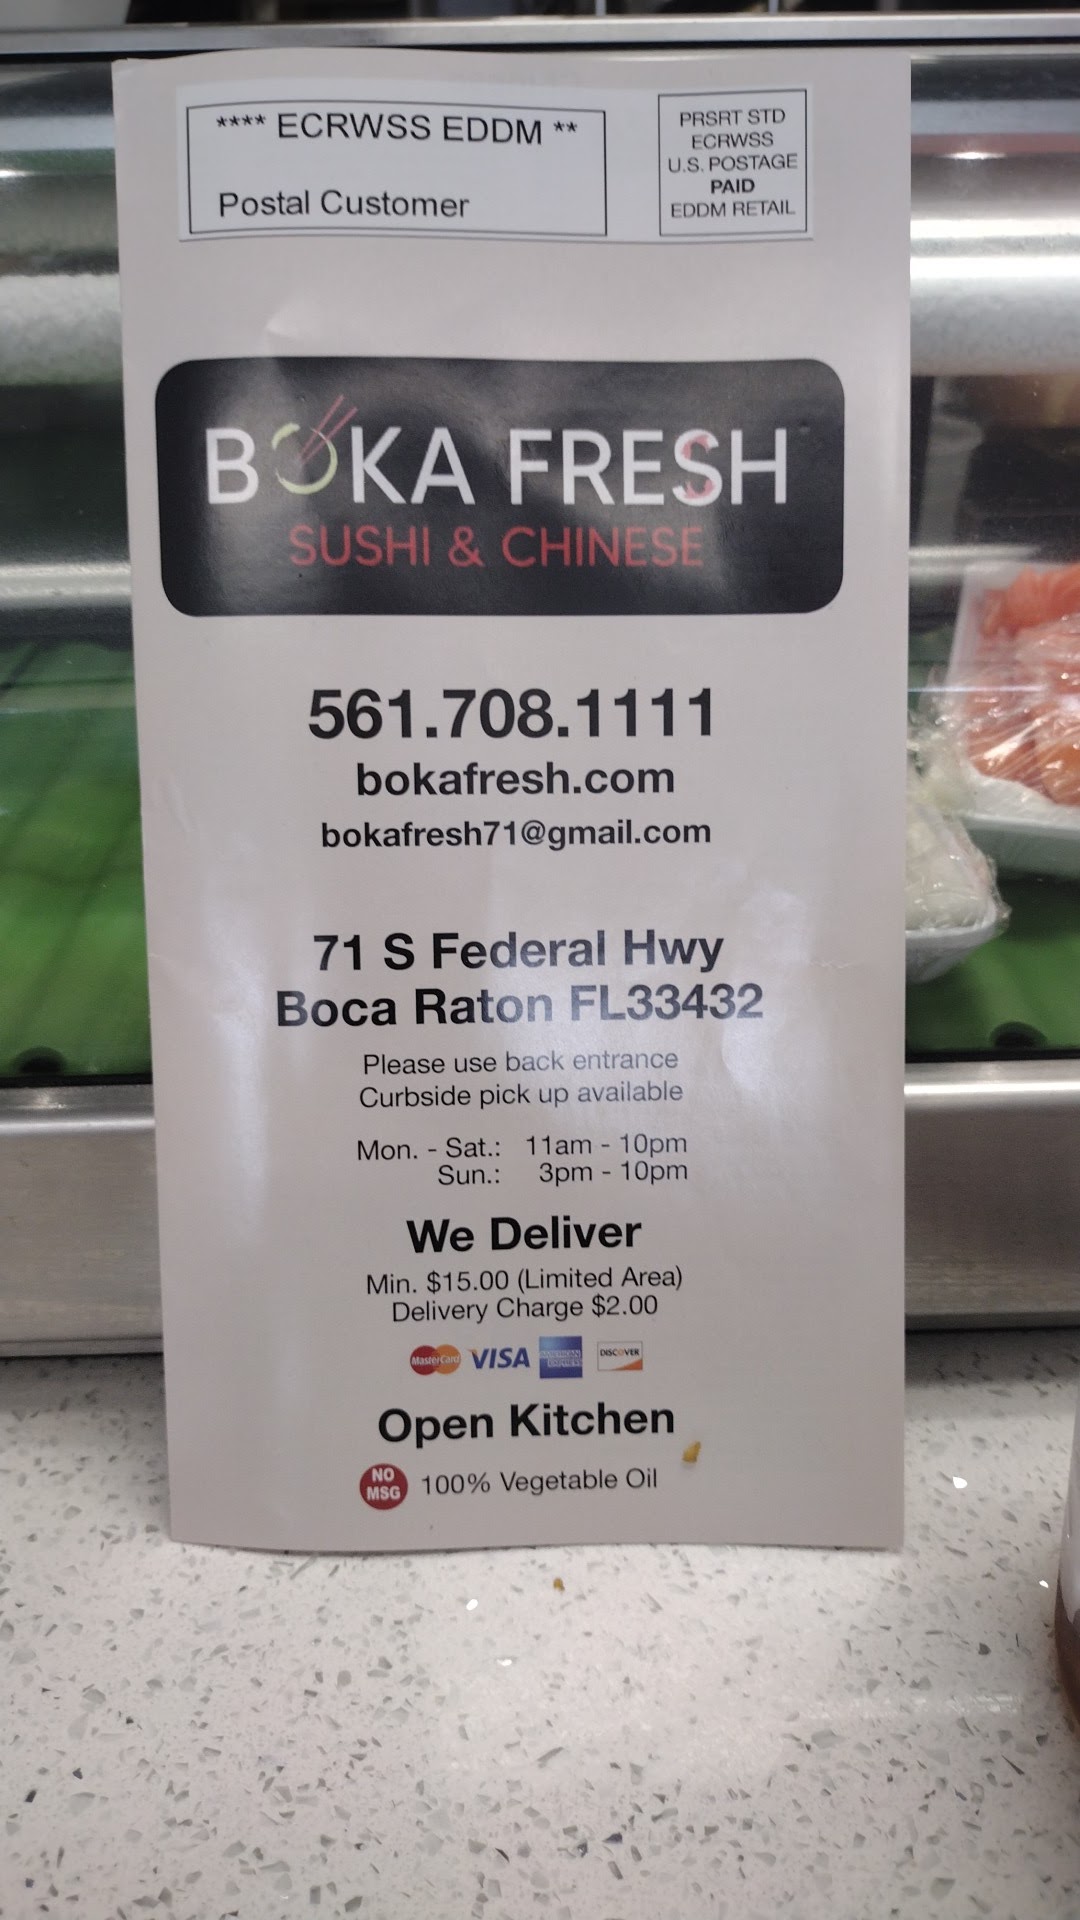 **** ECRWSS EDDM **
Postal Customer
PRSRT STD
ECRWSS
U.S. POSTAGE
PAID
EDDM RETAIL
BOKA FRESH
SUSHI & CHINESE
561.708.1111
bokafresh.com
bokafresh71@gmail.com
71 S Federal Hwy
Boca Raton FL33432
Please use back entrance
Curbside pick up available
Mon. - Sat.: 11am - 10pm
Sun.: 3pm - 10pm
We Deliver
Min. $15.00 (Limited Area)
Delivery Charge $2.00
MasterCard VISA AMERICAN EXPRESS DISCOVER
Open Kitchen
NO
MSG
100% Vegetable Oil